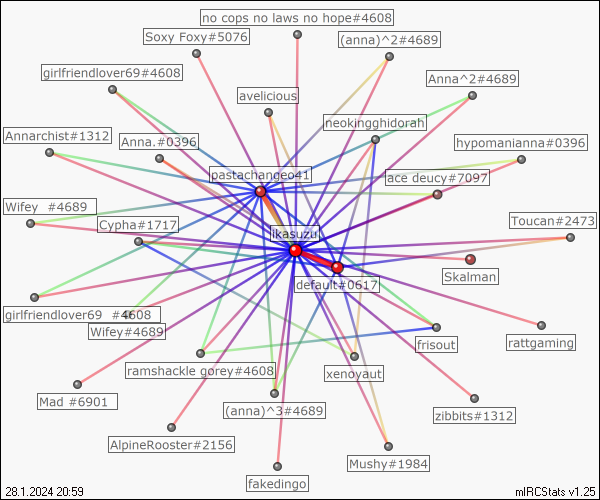 no cops no laws no hope#4608
Soxy Foxy#5076
(anna)^2#4689
girlfriendlover69#4608
Anna^2#4689
avelicious
neokingghidorah
Annarchist#1312
Anna.#0396
hypomanianna#0396
pastachangeo41
ace deucy#7097
Wifey  #4689
Cypha#1717
Toucan#2473
ikasuzu
Skalman
default#0617
girlfriendlover69  #4608
Wifey#4689
frisout
rattgaming
ramshackle gorey#4608
xenoyaut
Mad #6901
(anna)^3#4689
zibbits#1312
AlpineRooster#2156
Mushy#1984
fakedingo
28.1.2024 20:59
mIRCStats v1.25